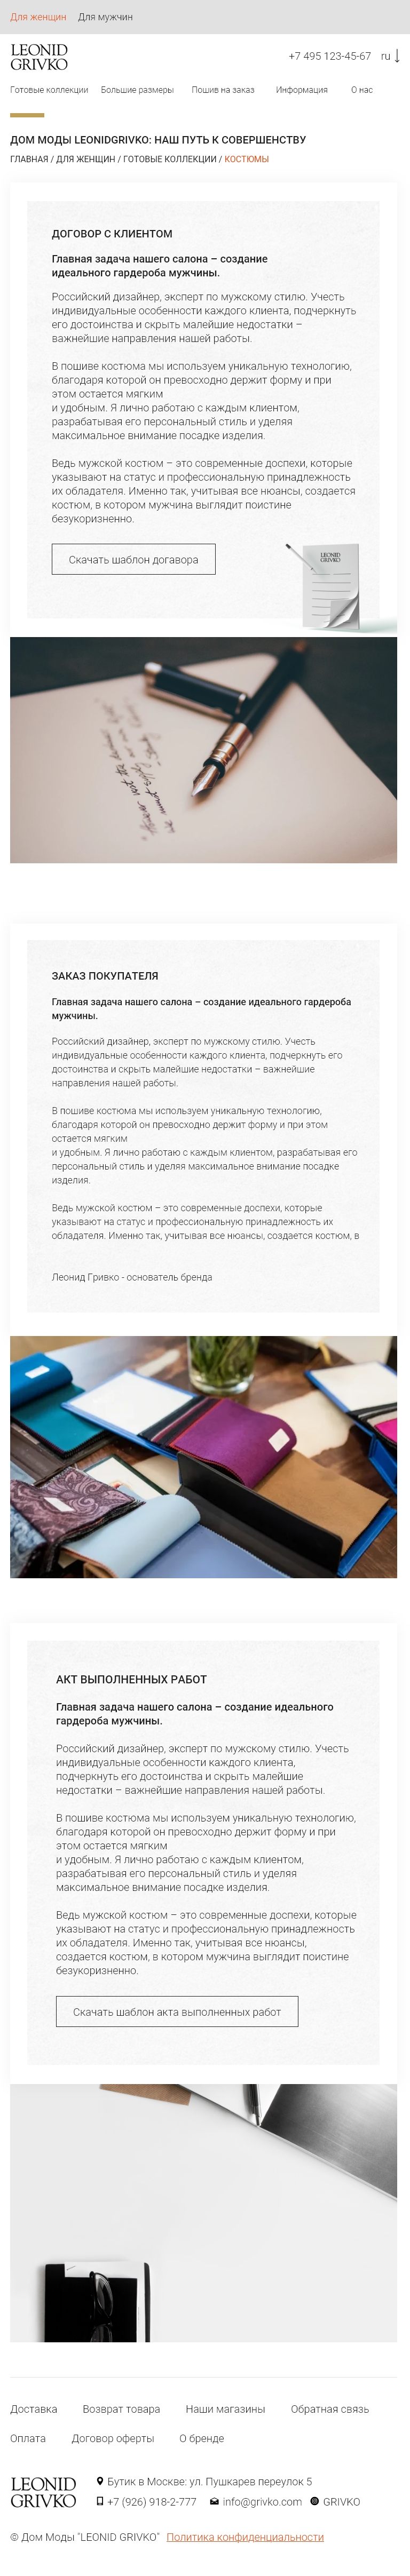 Для женщин Для мужчин
LEONID
GRIVKO
+7 495 123-45-67 ru
Готовые коллекции Большие размеры Пошив на заказ Информация О нас
ДОМ МОДЫ LEONIDGRIVKO: НАШ ПУТЬ К СОВЕРШЕНСТВУ
ГЛАВНАЯ / ДЛЯ ЖЕНЩИН / ГОТОВЫЕ КОЛЛЕКЦИИ / КОСТЮМЫ
ДОГОВОР С КЛИЕНТОМ
Главная задача нашего салона – создание
идеального гардероба мужчины.
Российский дизайнер, эксперт по мужскому стилю. Учесть
индивидуальные особенности каждого клиента, подчеркнуть
его достоинства и скрыть малейшие недостатки –
важнейшие направления нашей работы.
В пошиве костюма мы используем уникальную технологию,
благодаря которой он превосходно держит форму и при
этом остается мягким
и удобным. Я лично работаю с каждым клиентом,
разрабатывая его персональный стиль и уделяя
максимальное внимание посадке изделия.
Ведь мужской костюм – это современные доспехи, которые
указывают на статус и профессиональную принадлежность
их обладателя. Именно так, учитывая все нюансы, создается
костюм, в котором мужчина выглядит поистине
безукоризненно.
Скачать шаблон догавора
LEONID
GRIVKO
ЗАКАЗ ПОКУПАТЕЛЯ
Главная задача нашего салона – создание идеального гардероба
мужчины.
Российский дизайнер, эксперт по мужскому стилю. Учесть
индивидуальные особенности каждого клиента, подчеркнуть его
достоинства и скрыть малейшие недостатки – важнейшие
направления нашей работы.
В пошиве костюма мы используем уникальную технологию,
благодаря которой он превосходно держит форму и при этом
остается мягким
и удобным. Я лично работаю с каждым клиентом, разрабатывая его
персональный стиль и уделяя максимальное внимание посадке
изделия.
Ведь мужской костюм – это современные доспехи, которые
указывают на статус и профессиональную принадлежность их
обладателя. Именно так, учитывая все нюансы, создается костюм, в
Леонид Гривко - основатель бренда
АКТ ВЫПОЛНЕННЫХ РАБОТ
Главная задача нашего салона – создание идеального
гардероба мужчины.
Российский дизайнер, эксперт по мужскому стилю. Учесть
индивидуальные особенности каждого клиента,
подчеркнуть его достоинства и скрыть малейшие
недостатки – важнейшие направления нашей работы.
В пошиве костюма мы используем уникальную технологию,
благодаря которой он превосходно держит форму и при
этом остается мягким
и удобным. Я лично работаю с каждым клиентом,
разрабатывая его персональный стиль и уделяя
максимальное внимание посадке изделия.
Ведь мужской костюм – это современные доспехи, которые
указывают на статус и профессиональную принадлежность
их обладателя. Именно так, учитывая все нюансы,
создается костюм, в котором мужчина выглядит поистине
безукоризненно.
Скачать шаблон акта выполненных работ
Доставка Возврат товара Наши магазины Обратная связь
Оплата Договор оферты О бренде
LEONID
GRIVKO
Бутик в Москве: ул. Пушкарев переулок 5
+7 (926) 918-2-777 info@grivko.com GRIVKO
© Дом Моды "LEONID GRIVKO" Политика конфиденциальности